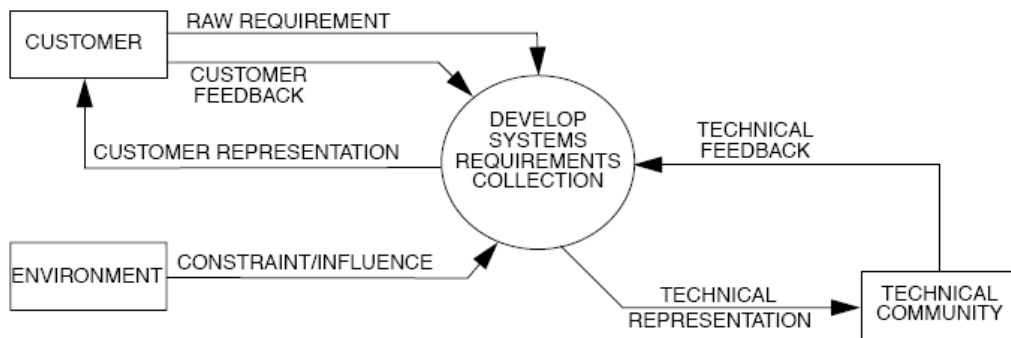 RAW REQUIREMENT
CUSTOMER
CUSTOMER
FEEDBACK
DEVELOP
SYSTEMS
REQUIREMENTS
COLLECTION
TECHNICAL
FEEDBACK
CUSTOMER REPRESENTATION
ENVIRONMENT
CONSTRAINT/INFLUENCE
TECHNICAL
REPRESENTATION
TECHNICAL
COMMUNITY